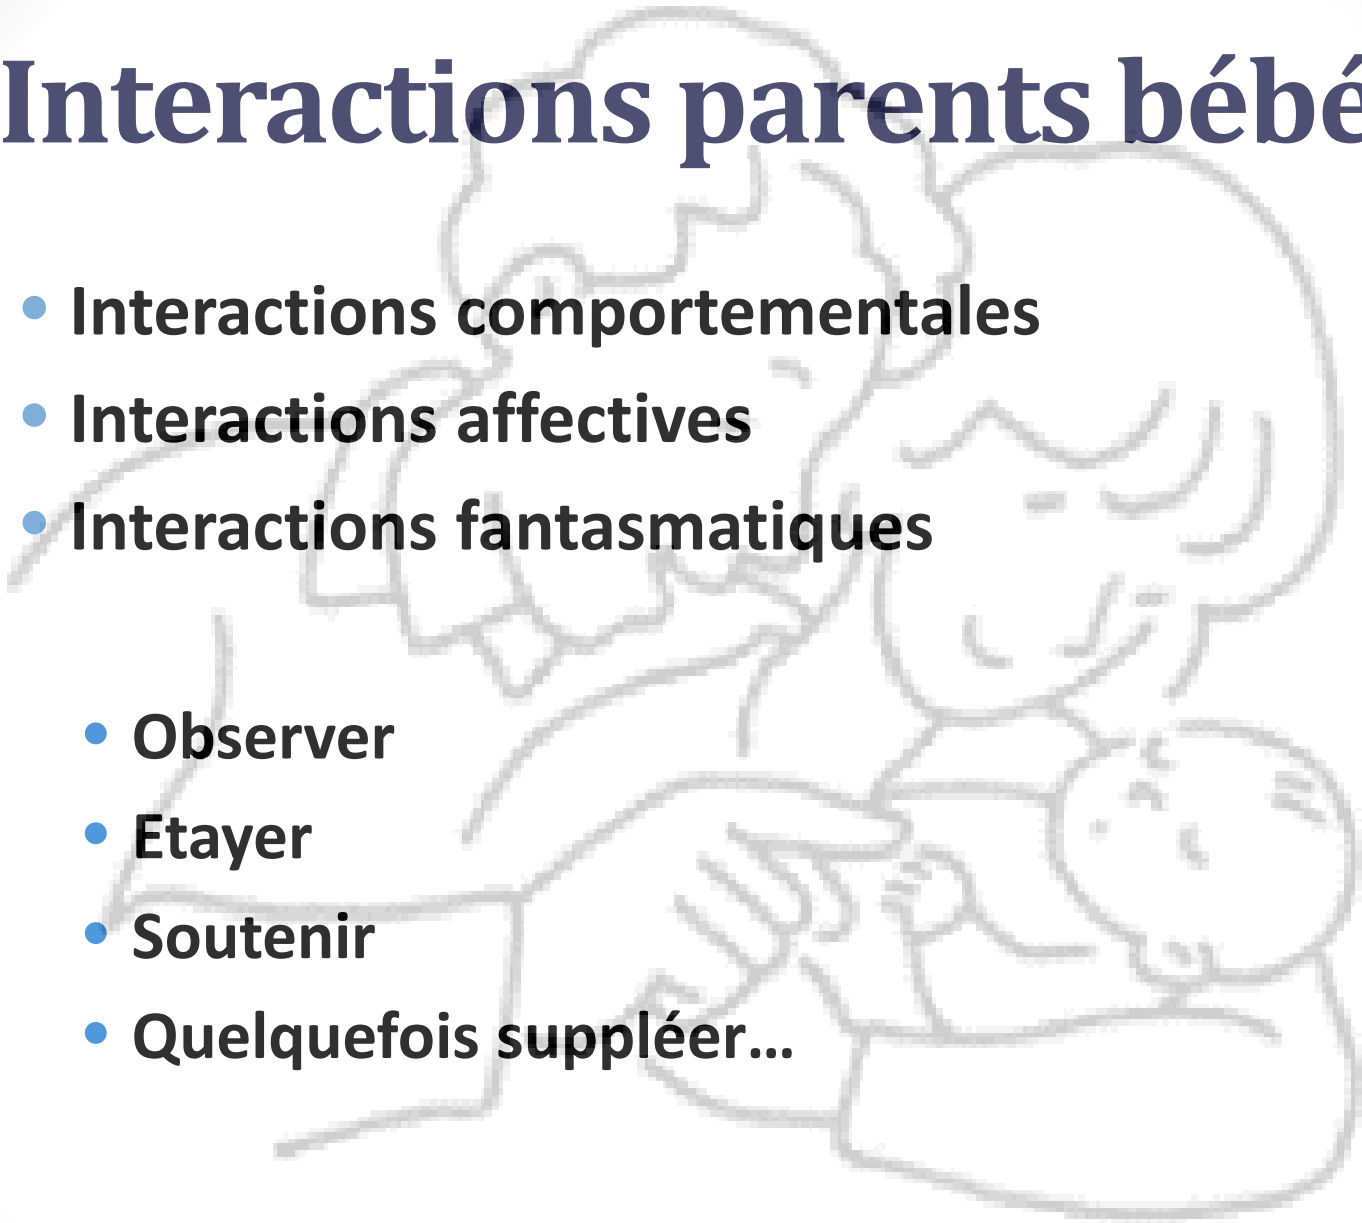 Interactions parents bébé
• Interactions comportementales
• Interactions affectives
• Interactions fantasmatiques
• Observer
• Etayer
• Soutenir
• Quelquefois suppléer...